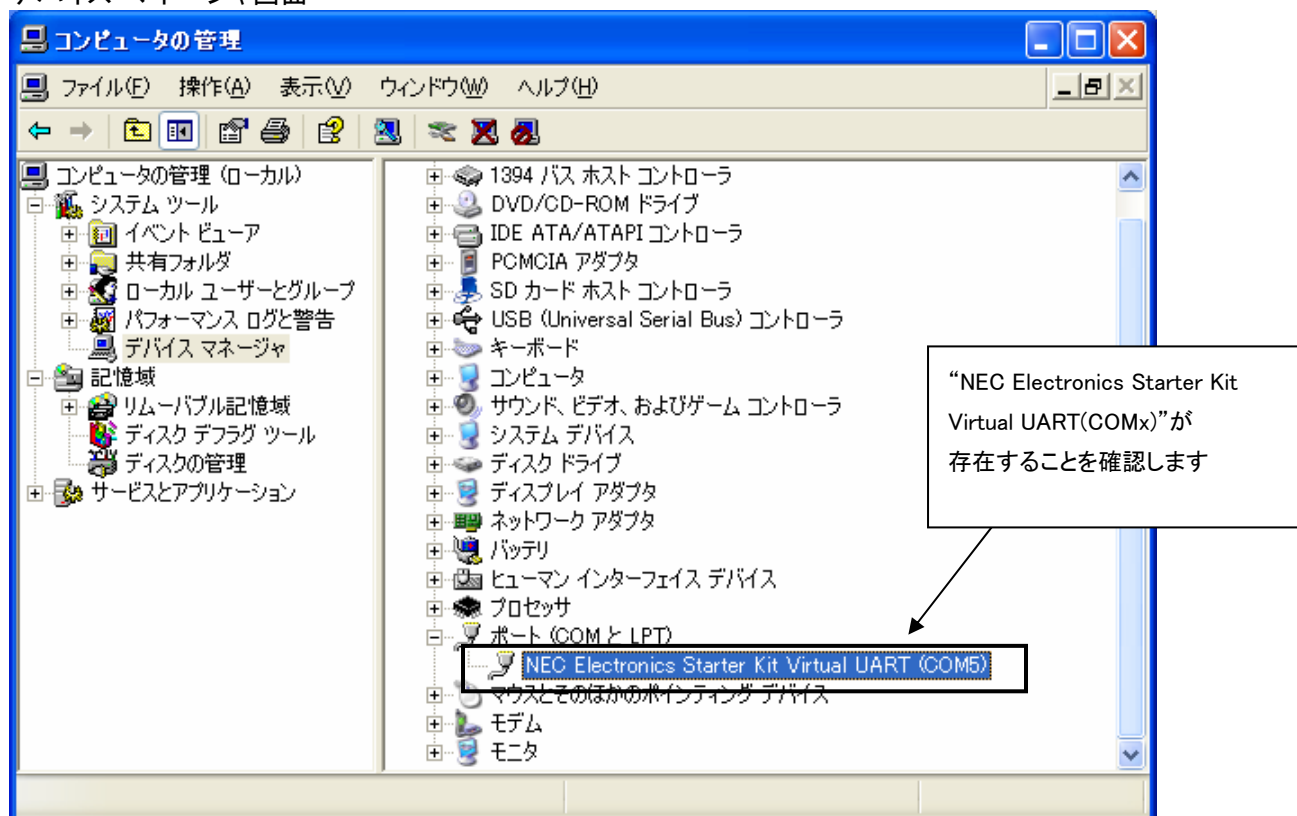 コンピュータの管理
ファイル(F) 操作(A) 表示(V) ウィンドウ(W) ヘルプ(H)
コンピュータの管理 (ローカル)
システム ツール
イベント ビューア
共有フォルダ
ローカル ユーザーとグループ
パフォーマンス ログと警告
デバイス マネージャ
記憶域
リムーバブル記憶域
ディスク デフラグ ツール
ディスクの管理
サービスとアプリケーション
1394 バス ホスト コントローラ
DVD/CD-ROM ドライブ
IDE ATA/ATAPI コントローラ
PCMCIA アダプタ
SD カード ホスト コントローラ
USB (Universal Serial Bus) コントローラ
キーボード
コンピュータ
サウンド、ビデオ、およびゲーム コントローラ
システム デバイス
ディスク ドライブ
ディスプレイ アダプタ
ネットワーク アダプタ
バッテリ
ヒューマン インターフェイス デバイス
プロセッサ
ポート (COM と LPT)
NEC Electronics Starter Kit Virtual UART (COM5)
マウスとそのほかのポインティング デバイス
モデム
モニタ
“NEC Electronics Starter Kit
Virtual UART(COMx)”が
存在することを確認します